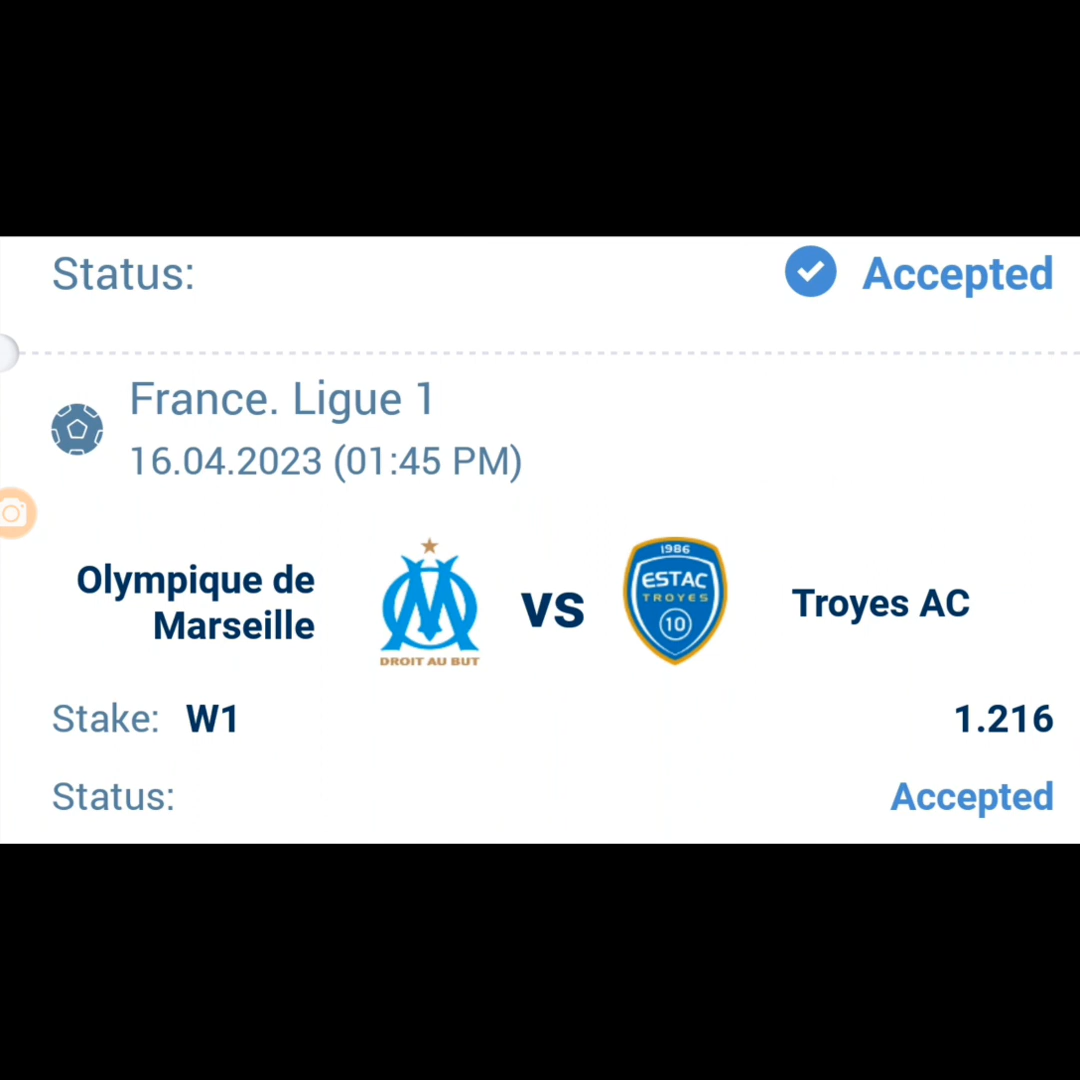 Status: Accepted
France. Ligue 1
16.04.2023 (01:45 PM)
Olympique de
Marseille
DROIT AU BUT
vs
1986
ESTAC
TROYES
10
Troyes AC
Stake: W1 1.216
Status: Accepted